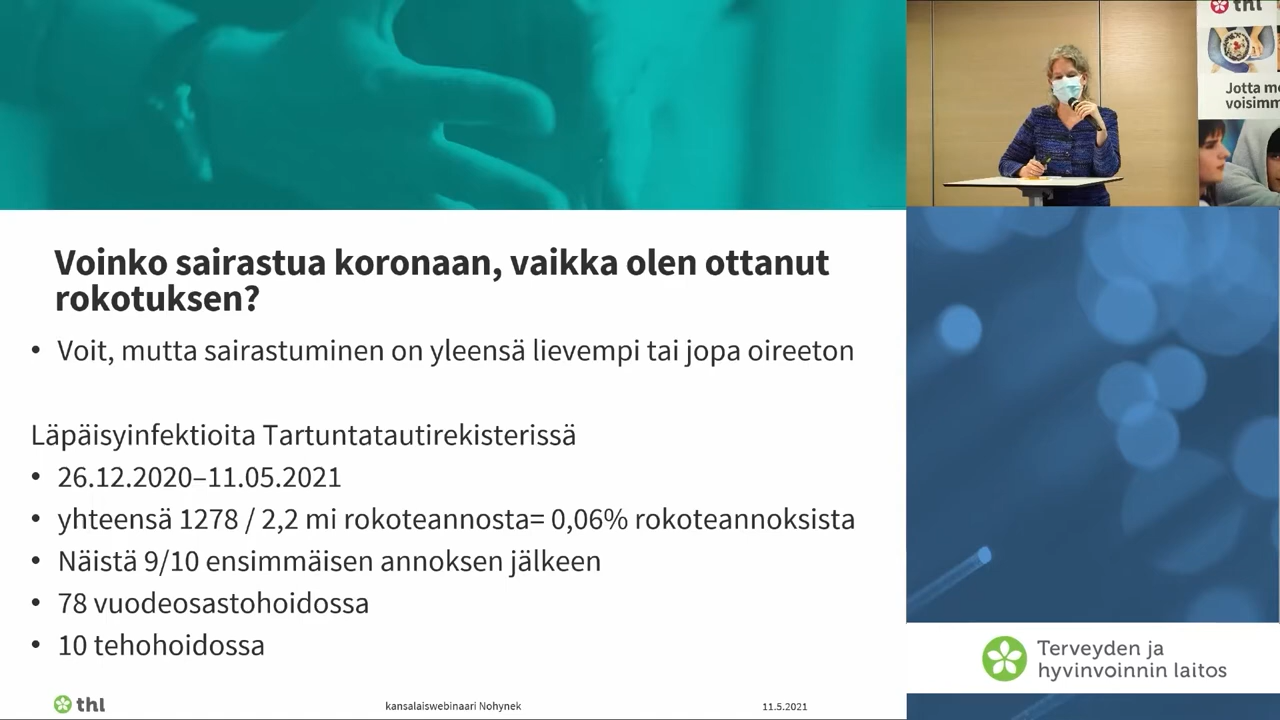 thl
Jotta me
voisimm
Voinko sairastua koronaan, vaikka olen ottanut
rokotuksen?
• Voit, mutta sairastuminen on yleensä lievempi tai jopa oireeton
Läpäisyinfektioita Tartuntatautirekisterissä
• 26.12.2020–11.05.2021
• yhteensä 1278 / 2,2 mi rokoteannosta= 0,06% rokoteannoksista
• Näistä 9/10 ensimmäisen annoksen jälkeen
• 78 vuodeosastohoidossa
• 10 tehohoidossa
Terveyden ja
hyvinvoinnin laitos
thl
kansalaiswebinaari Nohynek
11.5.2021